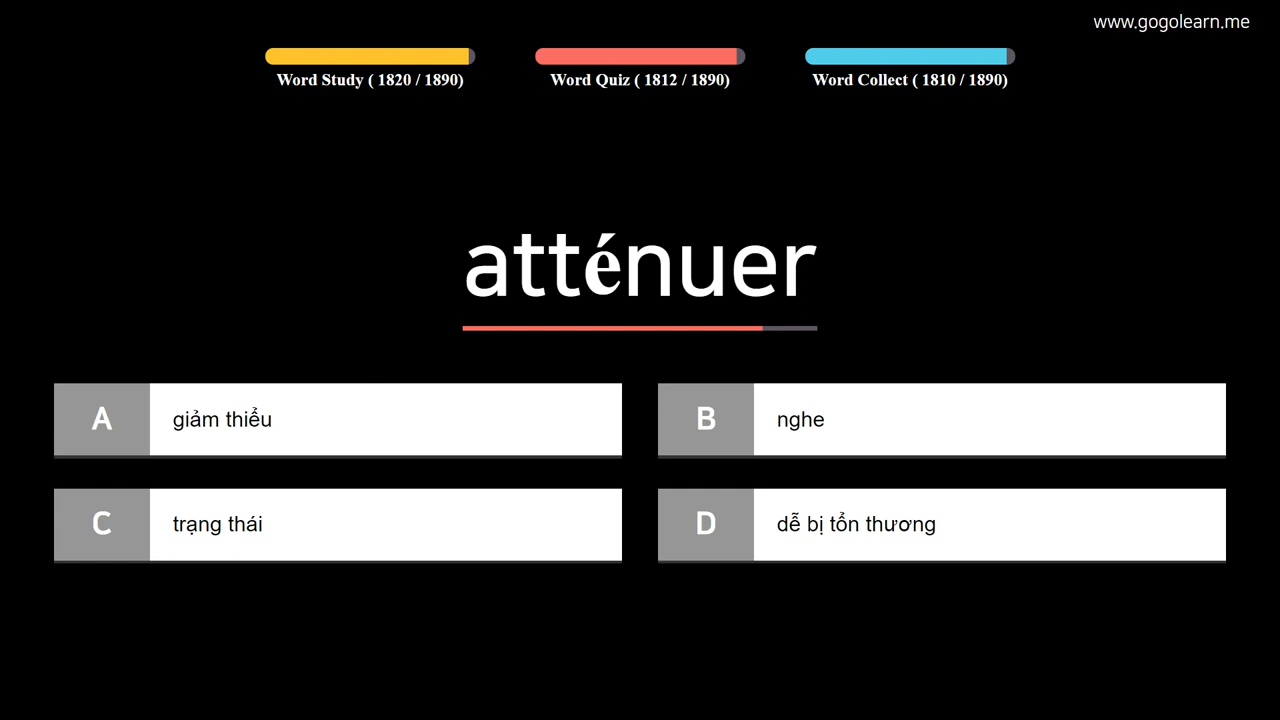 www.gogolearn.me
Word Study ( 1820 / 1890)
Word Quiz ( 1812 / 1890)
Word Collect ( 1810 / 1890)
atténuer
A giảm thiểu
B nghe
C trạng thái
D dễ bị tổn thương